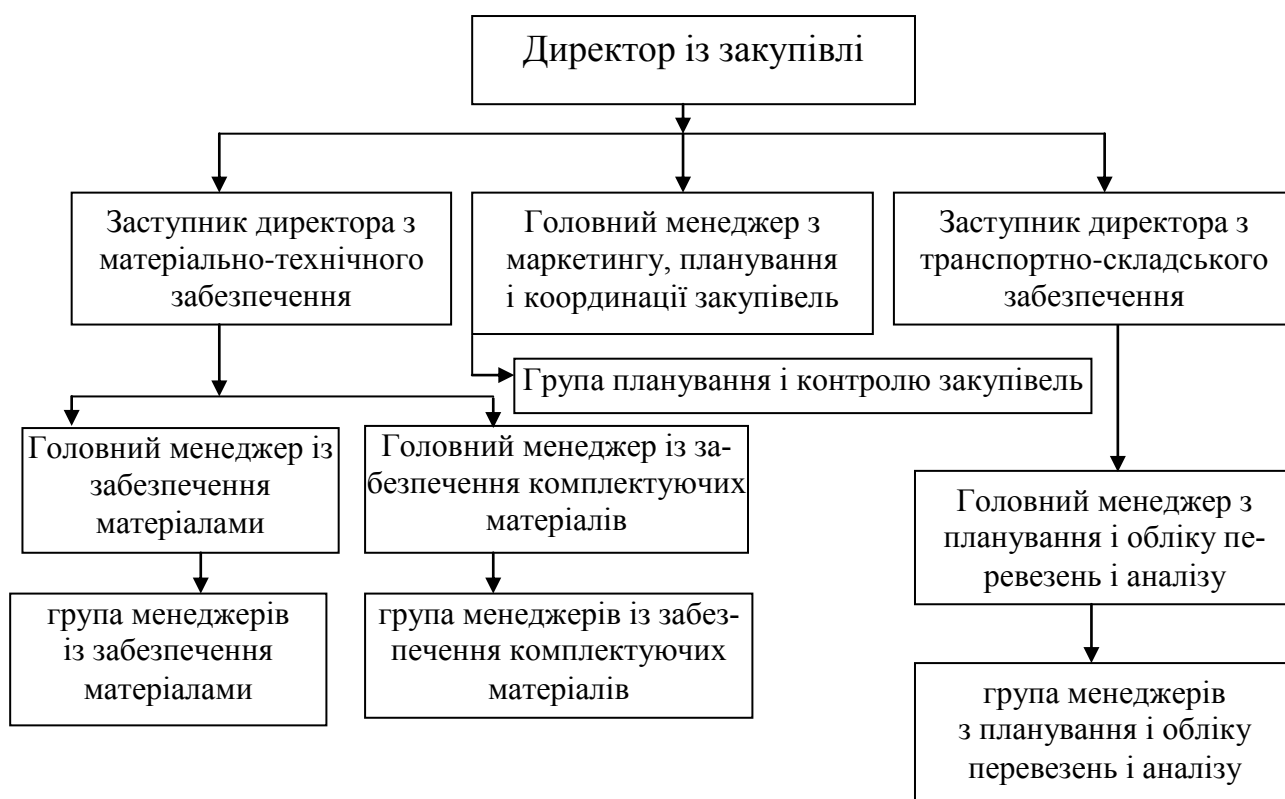 Директор із закупівлі
Заступник директора з
матеріально-технічного
забезпечення
Головний менеджер з
маркетингу, планування
і координації закупівель
Заступник директора з
транспортно-складського
забезпечення
Група планування і контролю закупівель
Головний менеджер із
забезпечення
матеріалами
Головний менеджер із за-
безпечення комплектуючих
матеріалів
Головний менеджер з
планування і обліку пе-
ревезень і аналізу
група менеджерів
із забезпечення
матеріалами
група менеджерів із забез-
печення комплектуючих
матеріалів
група менеджерів
з планування і обліку
перевезень і аналізу